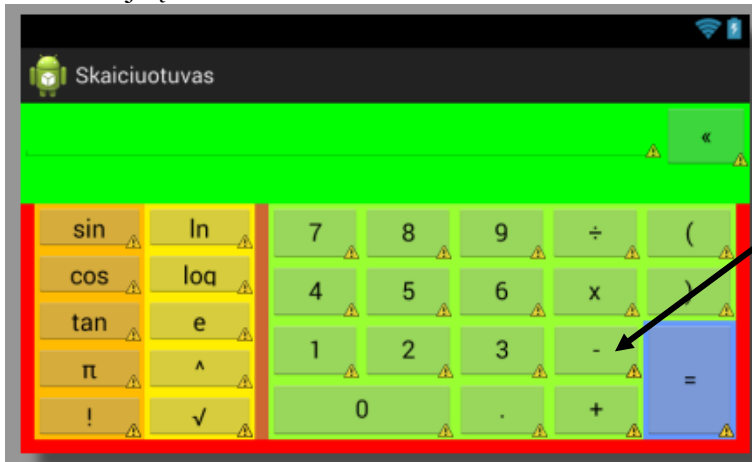 Skaiciuotuvas
«
sin ln 7 8 9 ÷ (
cos log 4 5 6 x )
tan e 1 2 3 -
π ^ =
! √ 0 . +